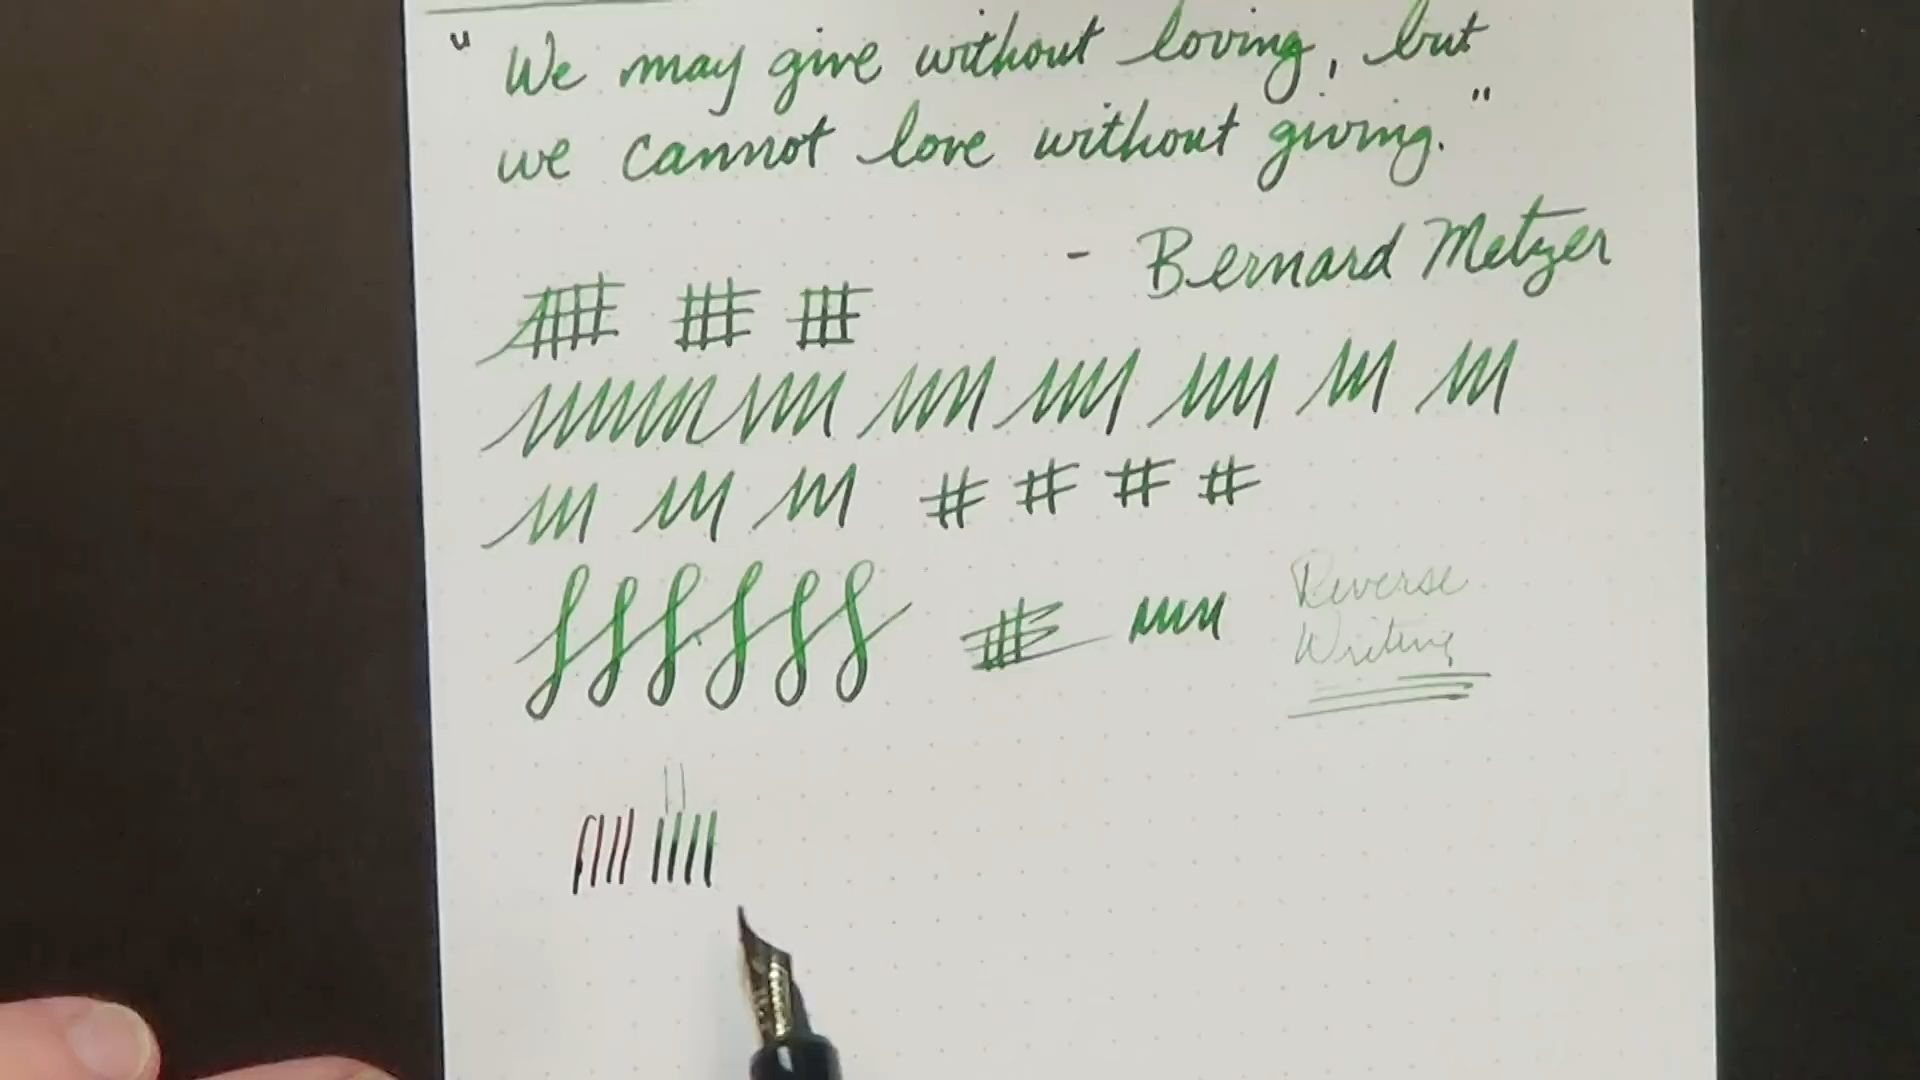 "We may give without loving, but
we cannot love without giving."
- Bernard Metzer
# # # #
Reverse
Writing